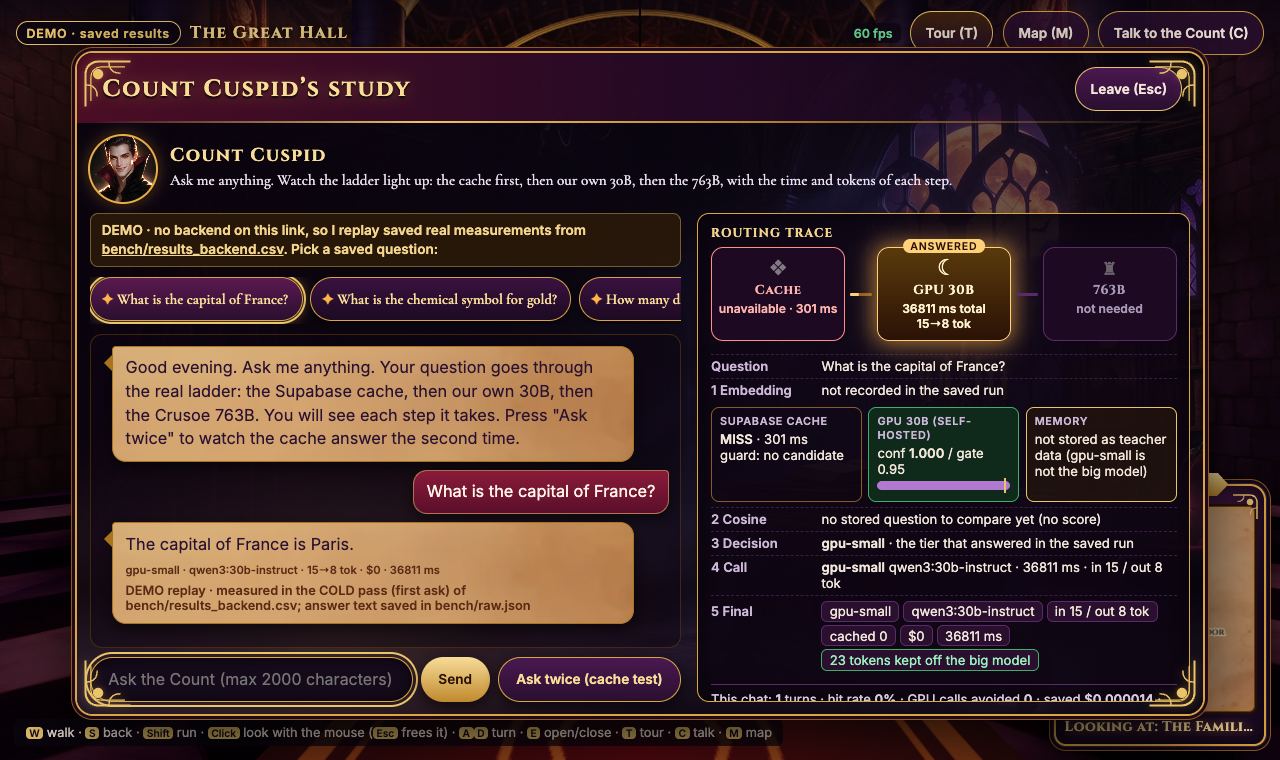 DEMO · saved results
The Great Hall
60 fps
Tour (T)
Map (M)
Talk to the Count (C)
Count Cuspid's study
Leave (Esc)
Count Cuspid
Ask me anything. Watch the ladder light up: the cache first, then our own 30B, then the 763B, with the time and tokens of each step.
DEMO · no backend on this link, so I replay saved real measurements from
bench/results_backend.csv. Pick a saved question:
✦ What is the capital of France?
✦ What is the chemical symbol for gold?
✦ How many d
Good evening. Ask me anything. Your question goes through
the real ladder: the Supabase cache, then our own 30B, then
the Crusoe 763B. You will see each step it takes. Press "Ask
twice" to watch the cache answer the second time.
What is the capital of France?
The capital of France is Paris.
gpu-small · qwen3:30b-instruct · 15→8 tok · $0 · 36811 ms
DEMO replay · measured in the COLD pass (first ask) of
bench/results_backend.csv; answer text saved in bench/raw.json
Ask the Count (max 2000 characters)
Send
Ask twice (cache test)
ROUTING TRACE
Cache
unavailable · 301 ms
ANSWERED
GPU 30B
36811 ms total
15→8 tok
763B
not needed
Question What is the capital of France?
1 Embedding not recorded in the saved run
SUPABASE CACHE
MISS · 301 ms
guard: no candidate
GPU 30B (SELF-
HOSTED)
conf 1.000 / gate
0.95
MEMORY
not stored as teacher
data (gpu-small is
not the big model)
2 Cosine no stored question to compare yet (no score)
3 Decision gpu-small · the tier that answered in the saved run
4 Call gpu-small qwen3:30b-instruct · 36811 ms · in 15 / out 8
tok
5 Final gpu-small qwen3:30b-instruct in 15 / out 8 tok
cached 0 $0 36811 ms
23 tokens kept off the big model
This chat: 1 turns · hit rate 0% · GPU calls avoided 0 · saved $0.000014 ·
W walk · S back · Shift run · Click look with the mouse (Esc frees it) · A D turn · E open/close · T tour · C talk · M map
Looking at: The Famili...